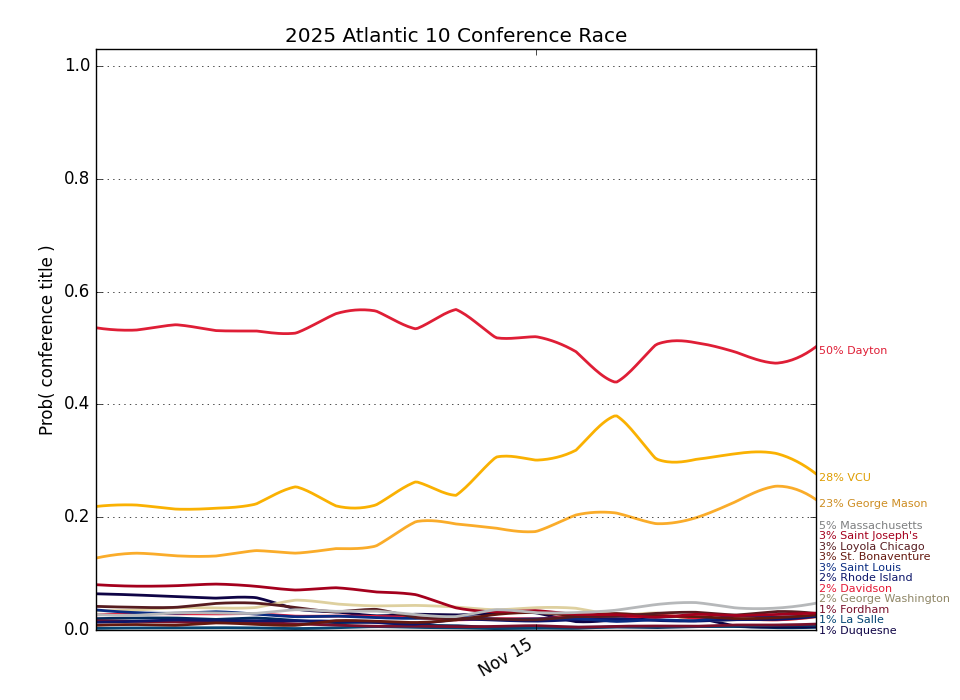 2025 Atlantic 10 Conference Race
Prob( conference title )
1.0
0.8
0.6
0.4
0.2
0.0
Nov 15
50% Dayton
28% VCU
23% George Mason
5% Massachusetts
3% Saint Joseph's
3% Loyola Chicago
3% St. Bonaventure
3% Saint Louis
2% Rhode Island
2% Davidson
2% George Washington
1% Fordham
1% La Salle
1% Duquesne